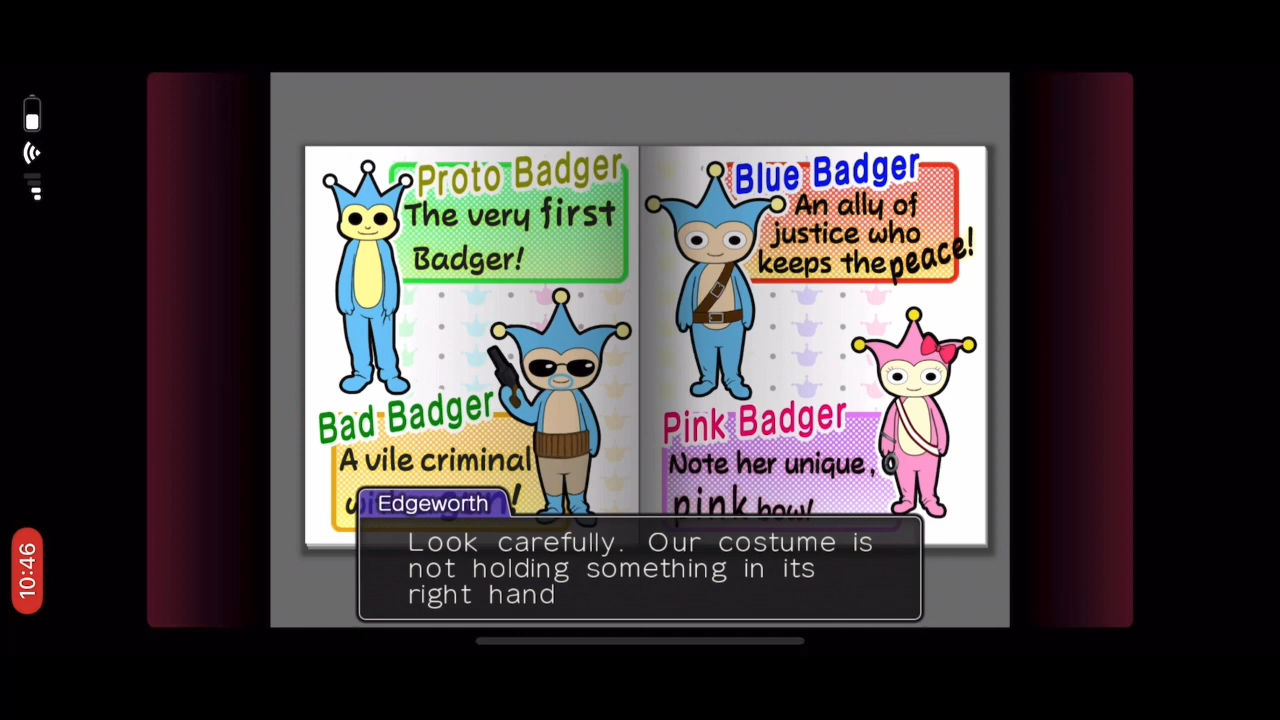 Proto Badger
The very first
Badger!
Bad Badger
A vile criminal
Blue Badger
An ally of
justice who
keeps the peace!
Pink Badger
Note her unique,
pink bow!
Edgeworth
Look carefully. Our costume is
not holding something in its
right hand
10:46